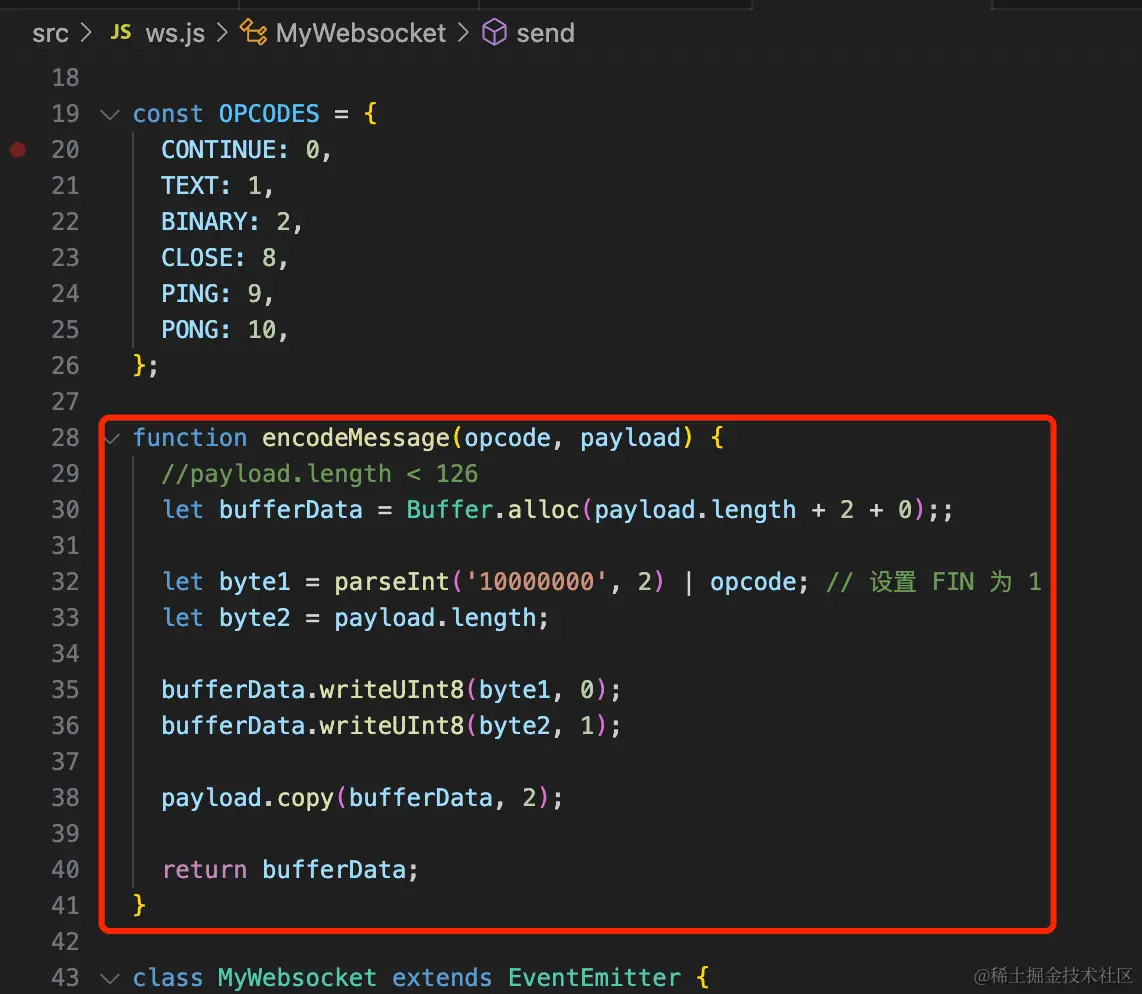 src > JS ws.js > MyWebsocket > send
18
19 const OPCODES = {
20 CONTINUE: 0,
21 TEXT: 1,
22 BINARY: 2,
23 CLOSE: 8,
24 PING: 9,
25 PONG: 10,
26 };
27
28 function encodeMessage(opcode, payload) {
29 //payload.length < 126
30 let bufferData = Buffer.alloc(payload.length + 2 + 0);;
31
32 let byte1 = parseInt('10000000', 2) | opcode; // 设置 FIN 为 1
33 let byte2 = payload.length;
34
35 bufferData.writeUInt8(byte1, 0);
36 bufferData.writeUInt8(byte2, 1);
37
38 payload.copy(bufferData, 2);
39
40 return bufferData;
41 }
42
43 class MyWebsocket extends EventEmitter {
@稀土掘金技术社区